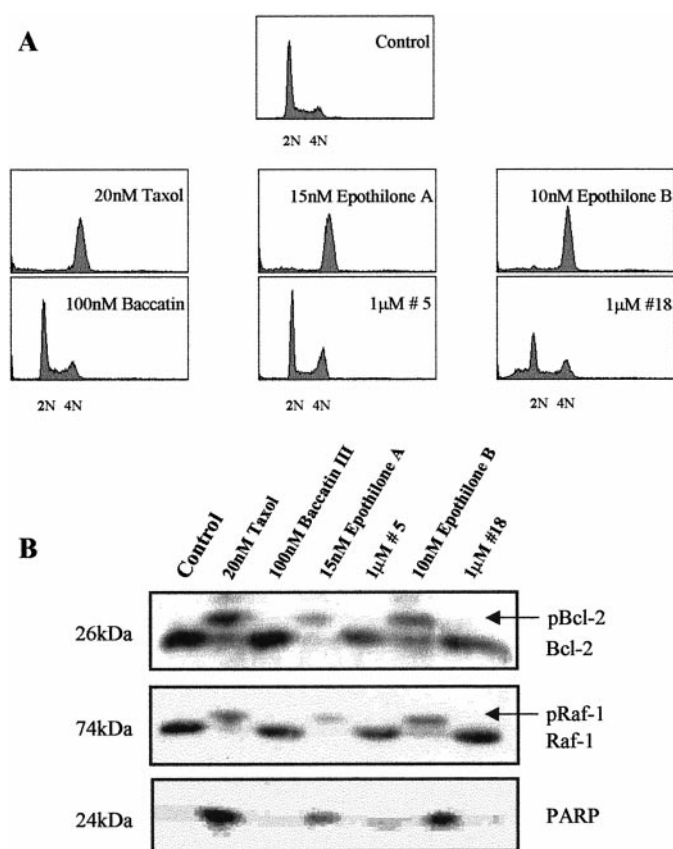 A
Control
2N 4N
20nM Taxol
15nM Epothilone A
10nM Epothilone B
100nM Baccatin
1µM # 5
1µM #18
2N 4N
2N 4N
2N 4N
B
Control
20nM Taxol
100nM Baccatin III
15nM Epothilone A
1µM # 5
10nM Epothilone B
1µM #18
26kDa
pBcl-2
Bcl-2
74kDa
pRaf-1
Raf-1
24kDa
PARP